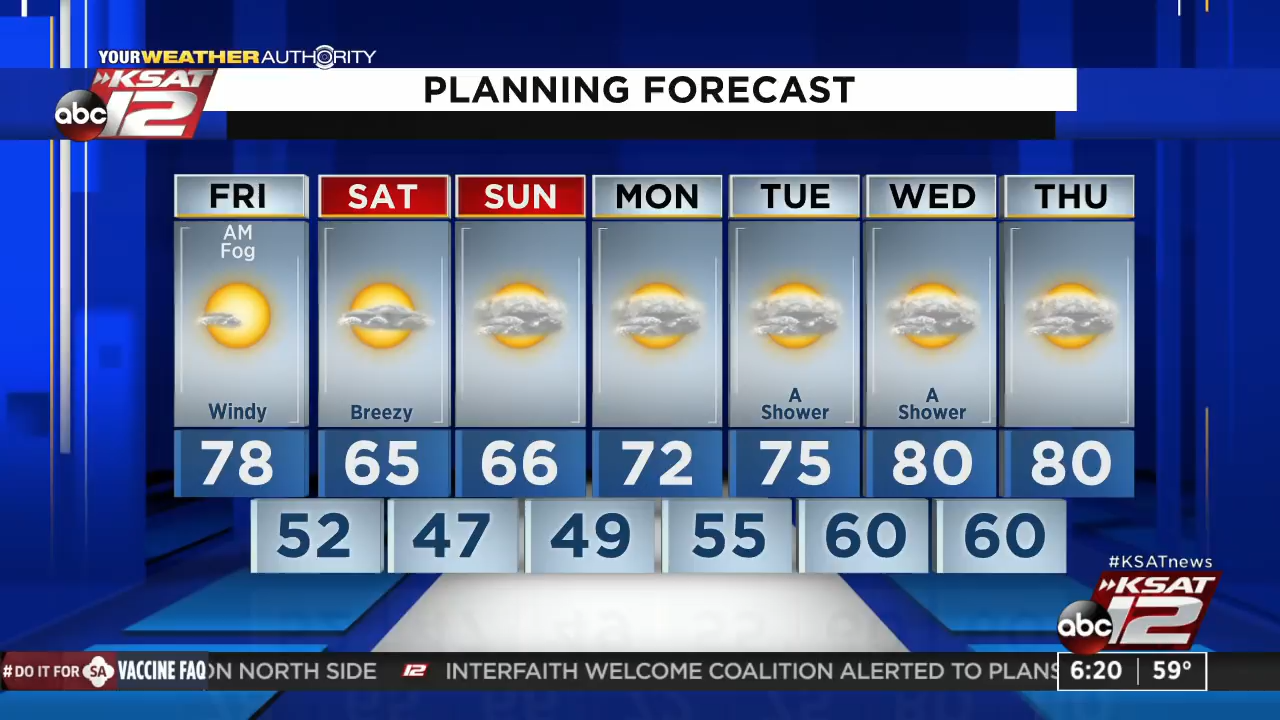 YOURWEATHERAUTHORITY
KSAT
abc 12
PLANNING FORECAST
FRI SAT SUN MON TUE WED THU
AM
Fog
A A
Windy Breezy Shower Shower
78 65 66 72 75 80 80
52 47 49 55 60 60
#KSATnews
KSAT
abc 12
#DO IT FOR SA VACCINE FAQ ON NORTH SIDE 12 INTERFAITH WELCOME COALITION ALERTED TO PLANS 6:20 59°